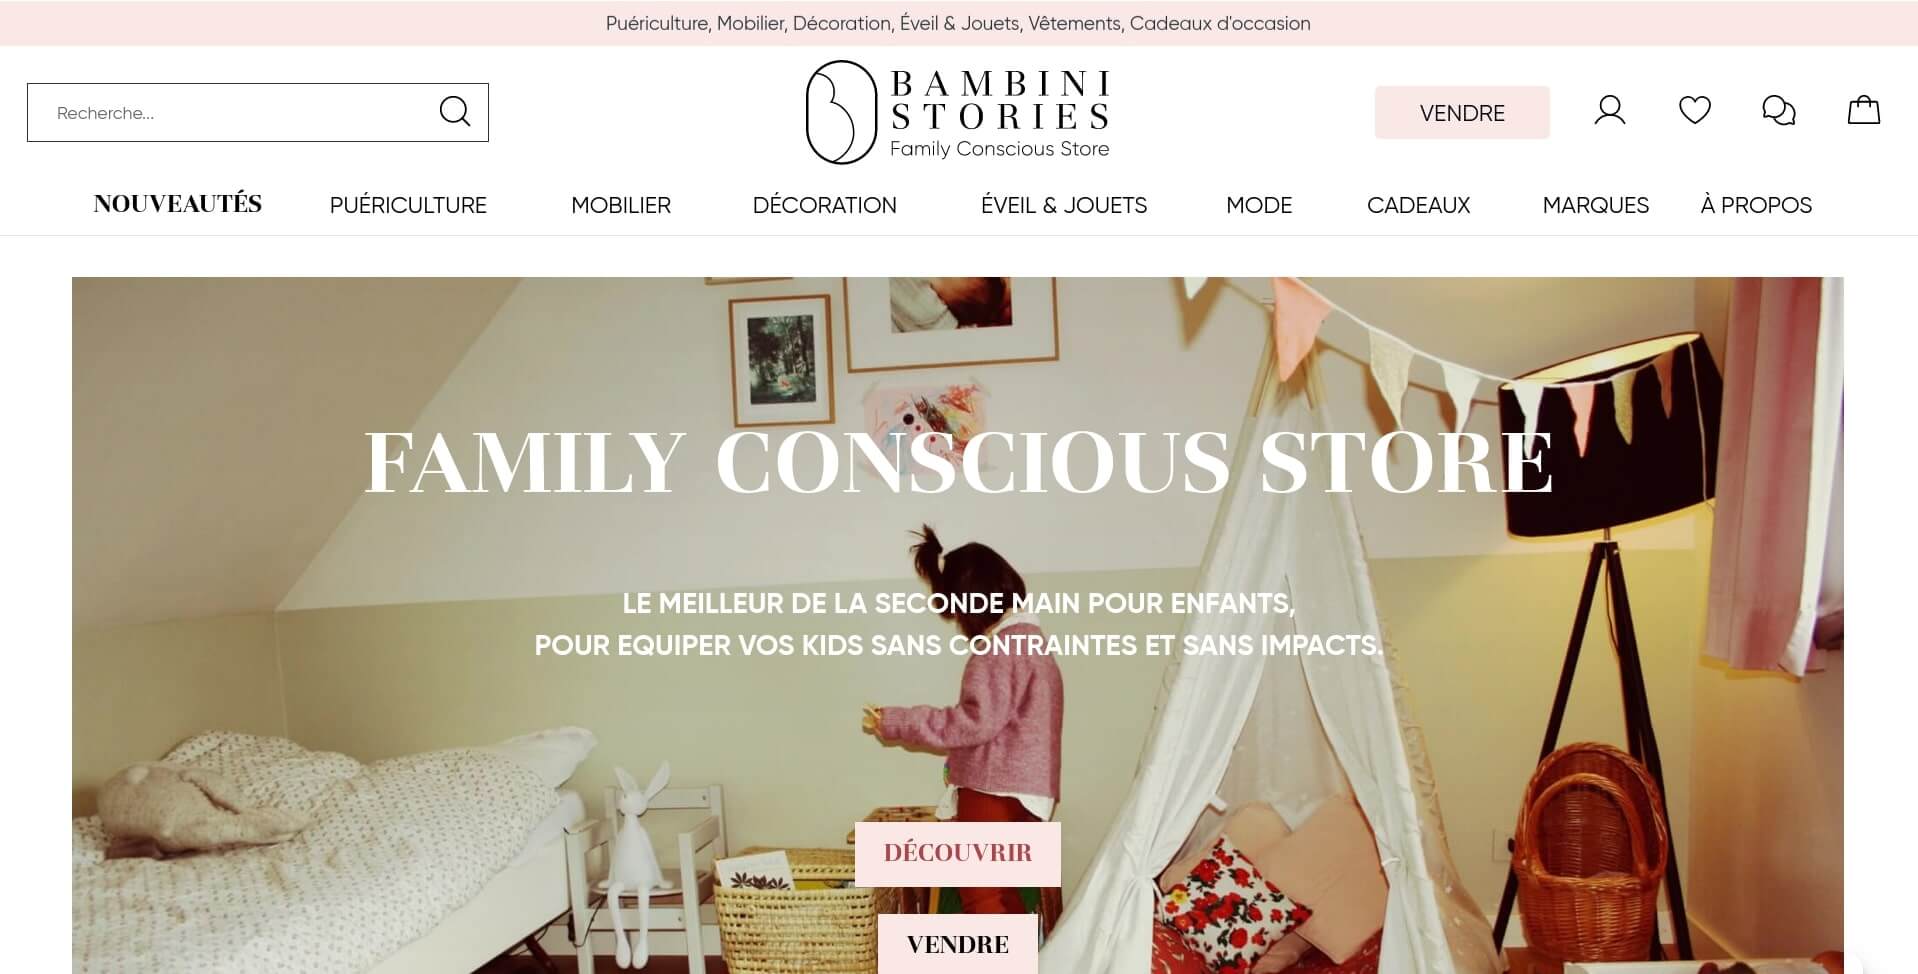 Puériculture, Mobilier, Décoration, Éveil & Jouets, Vêtements, Cadeaux d'occasion
Recherche...
BAMBINI
STORIES
Family Conscious Store
VENDRE
NOUVEAUTÉS PUÉRICULTURE MOBILIER DÉCORATION ÉVEIL & JOUETS MODE CADEAUX MARQUES À PROPOS
FAMILY CONSCIOUS STORE
LE MEILLEUR DE LA SECONDE MAIN POUR ENFANTS,
POUR EQUIPER VOS KIDS SANS CONTRAINTES ET SANS IMPACTS.
DÉCOUVRIR
VENDRE